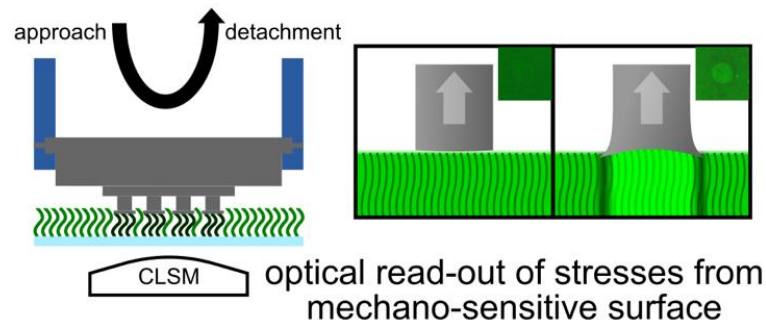 approach
detachment
CLSM
optical read-out of stresses from
mechano-sensitive surface